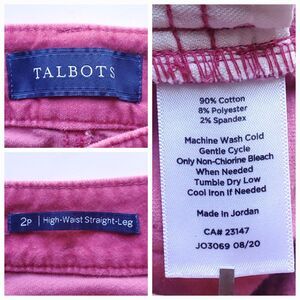 TALBOTS
2P | High-Waist Straight-Leg
90% Cotton
8% Polyester
2% Spandex
Machine Wash Cold
Gentle Cycle
Only Non-Chlorine Bleach
When Needed
Tumble Dry Low
Cool Iron If Needed
Made in Jordan
CA# 23147
JO3069 08/20